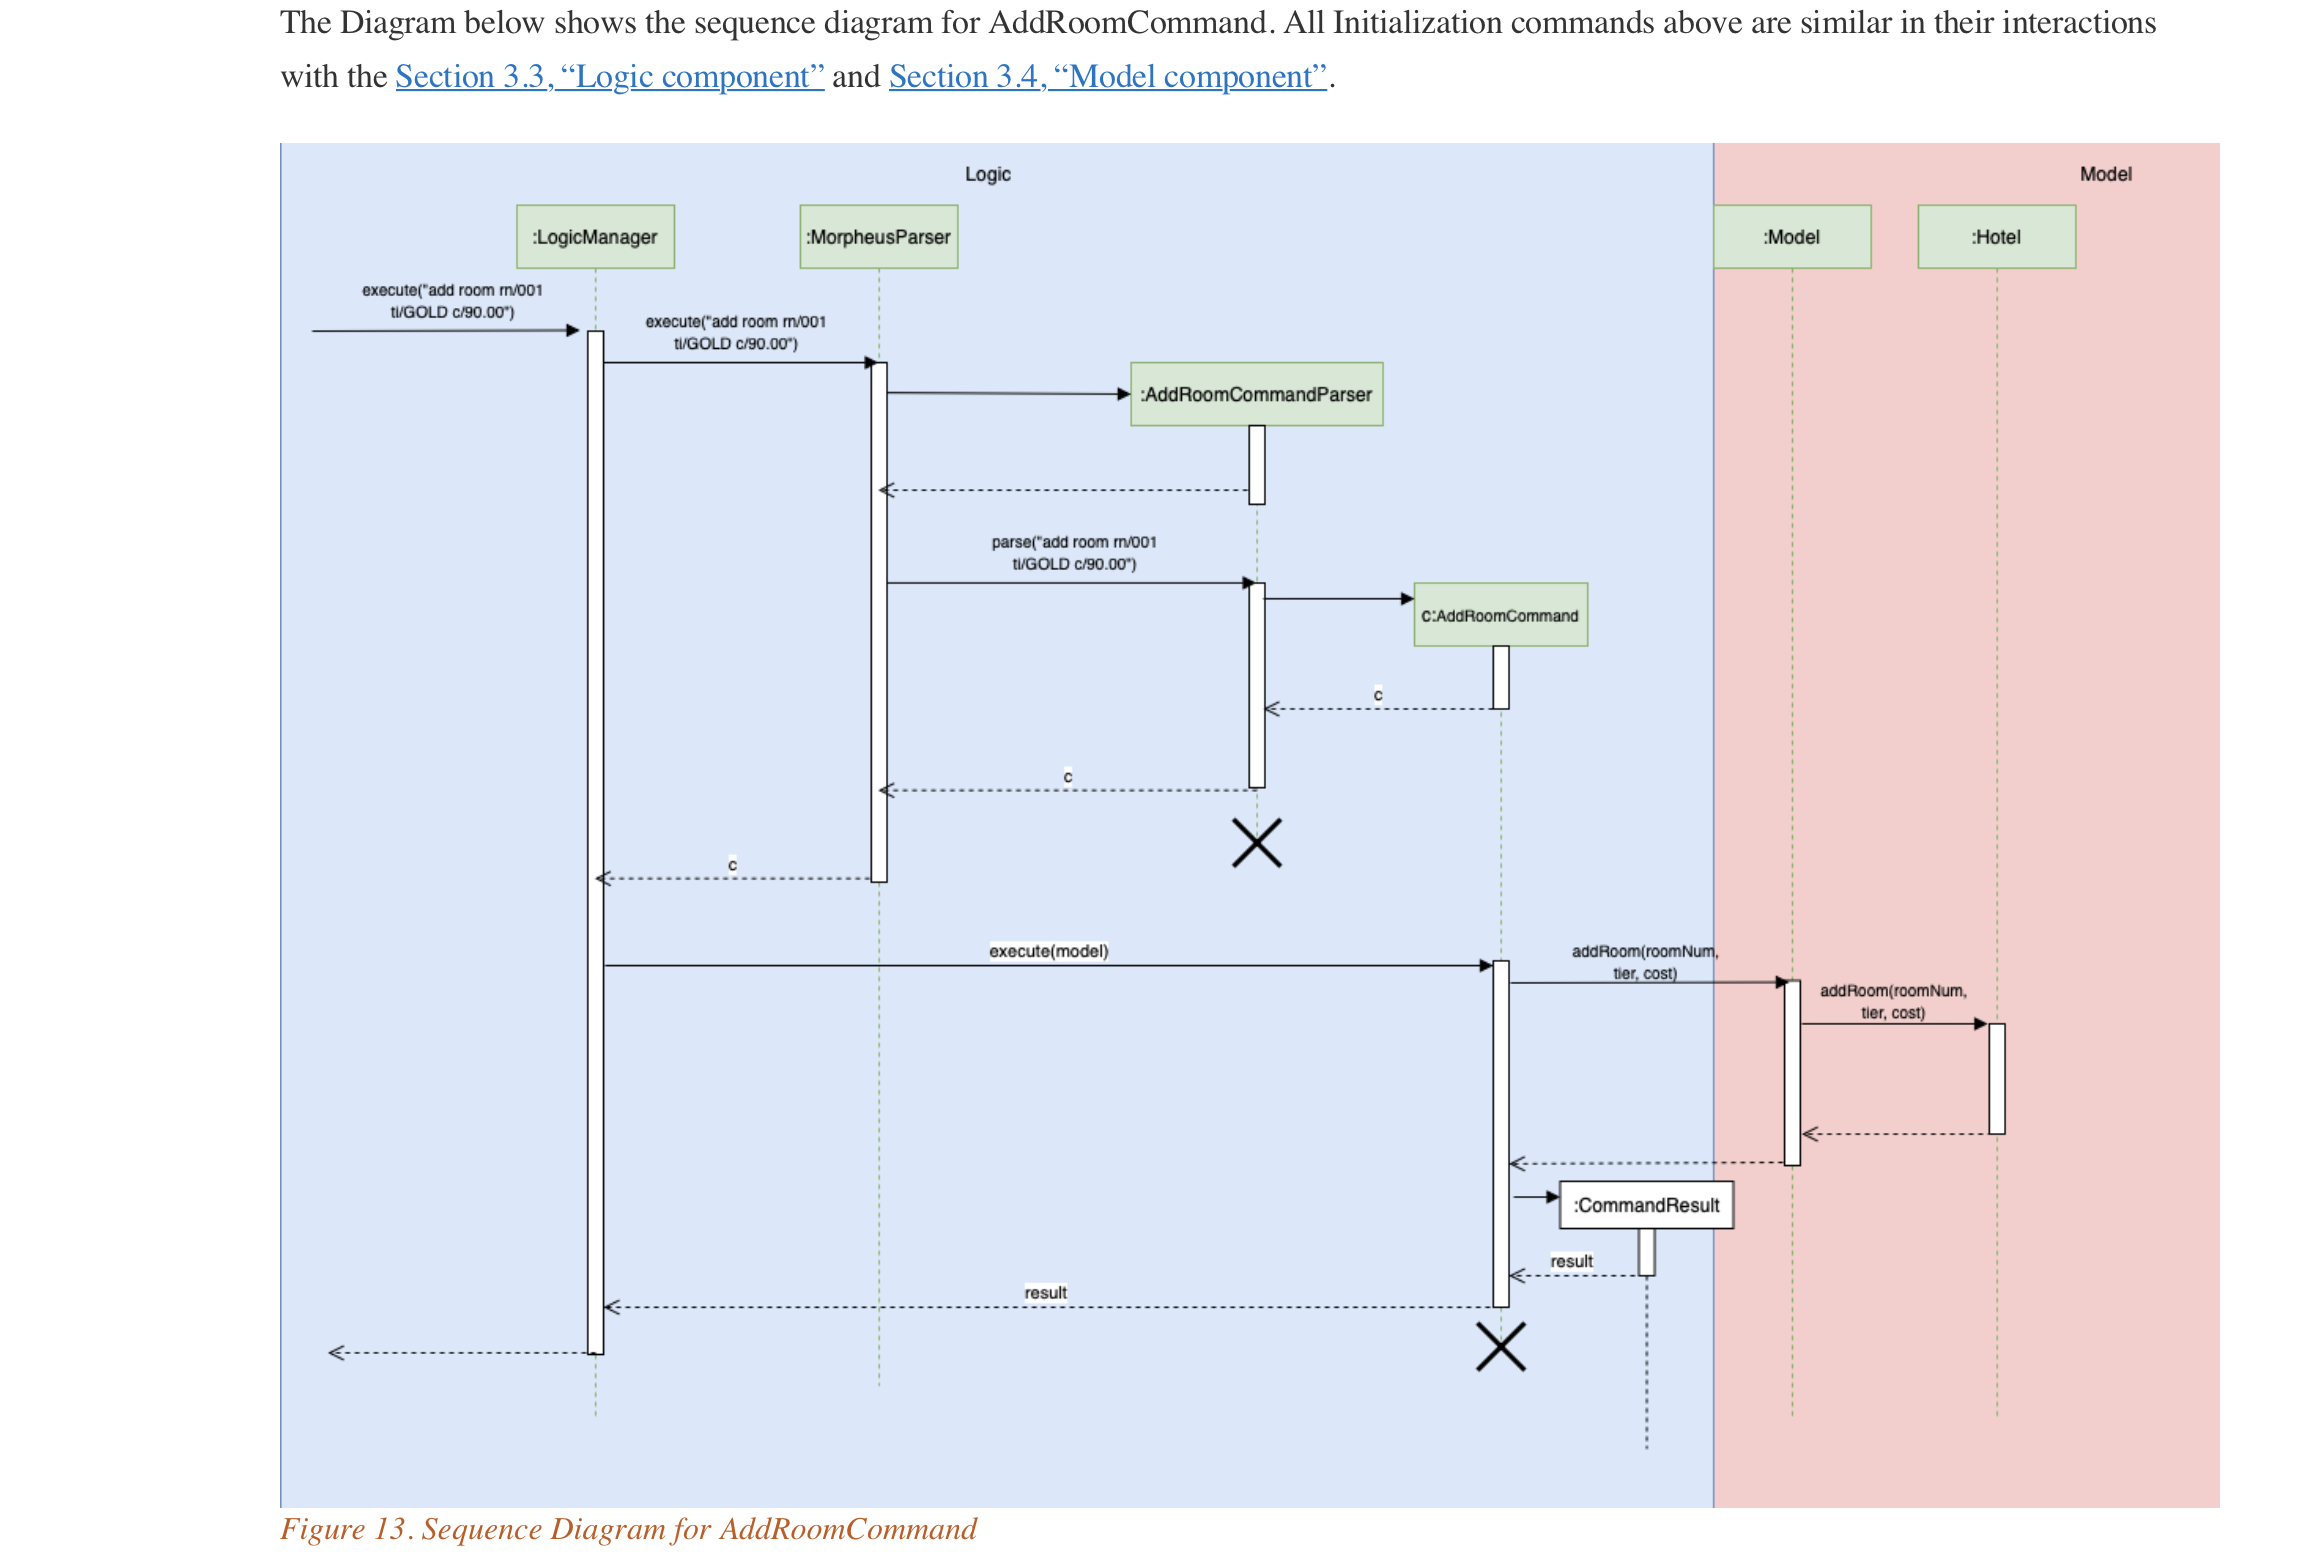 The Diagram below shows the sequence diagram for AddRoomCommand. All Initialization commands above are similar in their interactions
with the Section 3.3, “Logic component” and Section 3.4, “Model component”.
Logic
Model
:LogicManager
:MorpheusParser
:Model
:Hotel
execute("add room rn/001
ti/GOLD c/90.00")
execute("add room rn/001
ti/GOLD c/90.00")
:AddRoomCommandParser
parse("add room rn/001
ti/GOLD c/90.00")
c:AddRoomCommand
c
c
c
execute(model)
addRoom(roomNum,
tier, cost)
addRoom(roomNum,
tier, cost)
:CommandResult
result
result
Figure 13. Sequence Diagram for AddRoomCommand